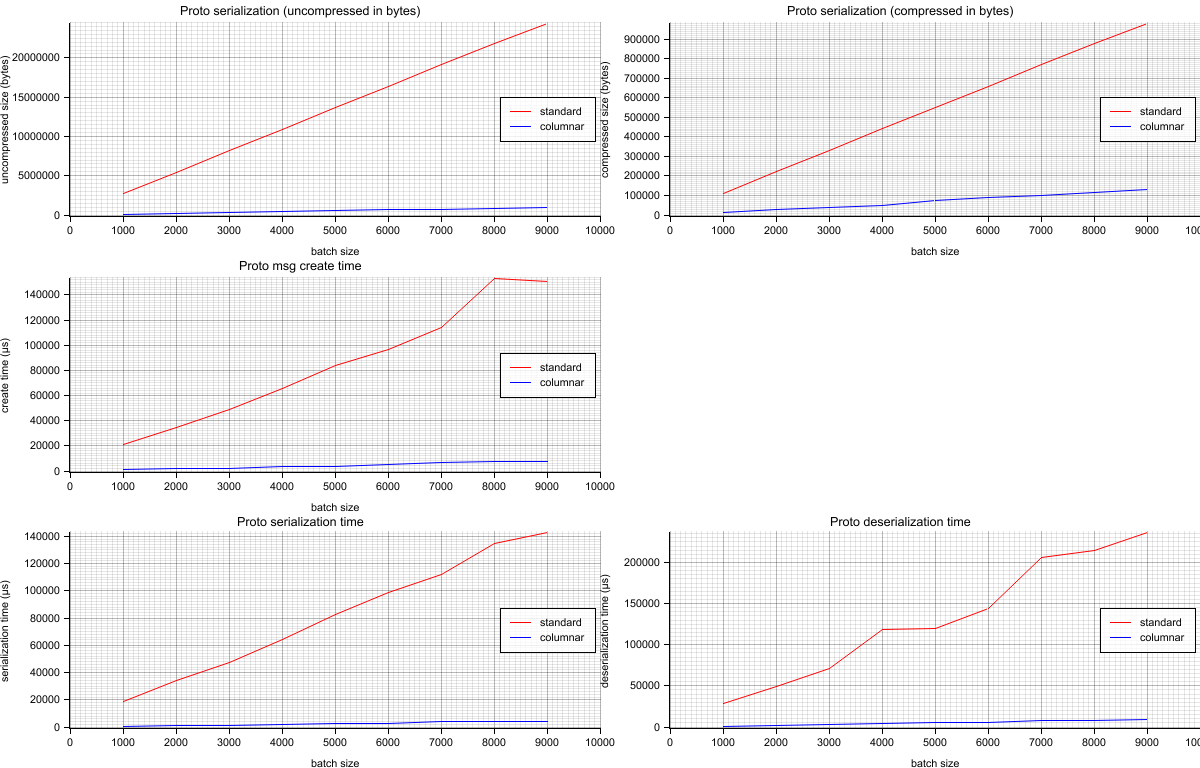 Proto serialization (uncompressed in bytes)
uncompressed size (bytes)
20000000
15000000
10000000
5000000
0
standard
columnar
0 1000 2000 3000 4000 5000 6000 7000 8000 9000 10000
batch size
Proto serialization (compressed in bytes)
compressed size (bytes)
900000
800000
700000
600000
500000
400000
300000
200000
100000
0
standard
columnar
0 1000 2000 3000 4000 5000 6000 7000 8000 9000 100
batch size
Proto msg create time
create time (µs)
140000
120000
100000
80000
60000
40000
20000
0
standard
columnar
0 1000 2000 3000 4000 5000 6000 7000 8000 9000 10000
batch size
Proto serialization time
serialization time (µs)
140000
120000
100000
80000
60000
40000
20000
0
standard
columnar
0 1000 2000 3000 4000 5000 6000 7000 8000 9000 10000
batch size
Proto deserialization time
deserialization time (µs)
200000
150000
100000
50000
0
standard
columnar
0 1000 2000 3000 4000 5000 6000 7000 8000 9000 100
batch size